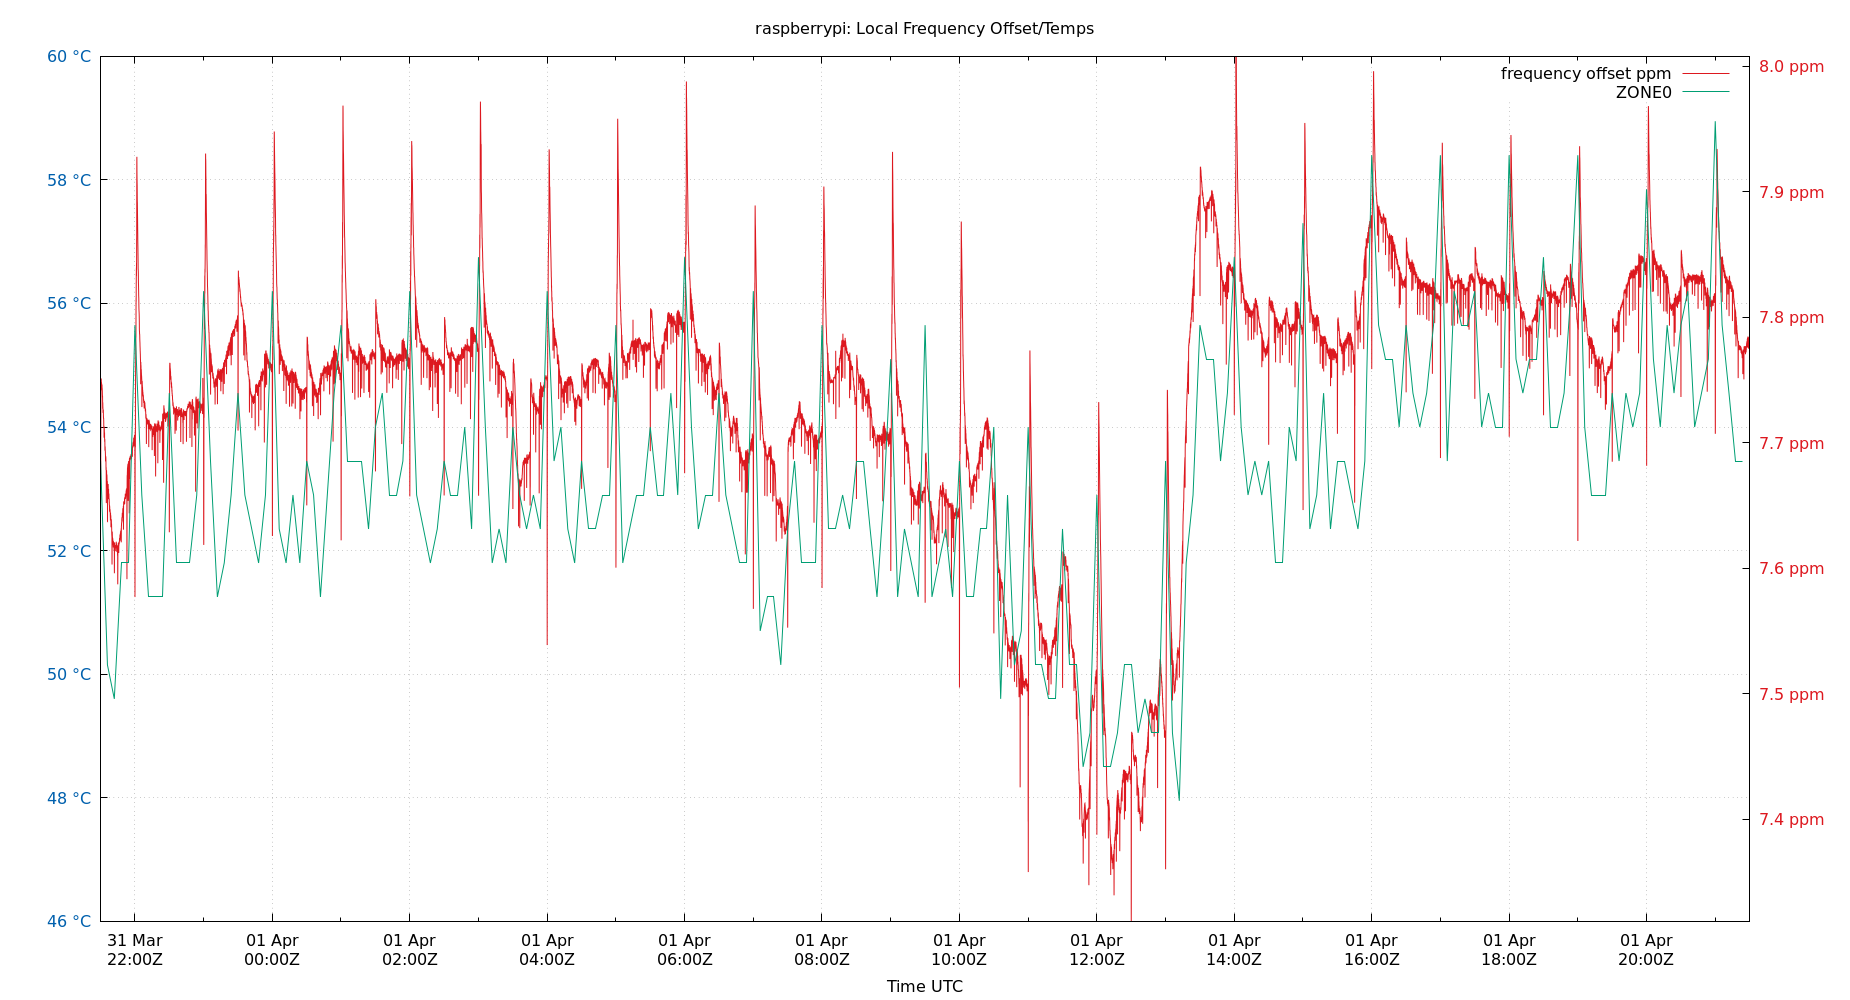 raspberrypi: Local Frequency Offset/Temps
frequency offset ppm
ZONE0
60 °C
58 °C
56 °C
54 °C
52 °C
50 °C
48 °C
46 °C
8.0 ppm
7.9 ppm
7.8 ppm
7.7 ppm
7.6 ppm
7.5 ppm
7.4 ppm
31 Mar
22:00Z
01 Apr
00:00Z
01 Apr
02:00Z
01 Apr
04:00Z
01 Apr
06:00Z
01 Apr
08:00Z
01 Apr
10:00Z
01 Apr
12:00Z
01 Apr
14:00Z
01 Apr
16:00Z
01 Apr
18:00Z
01 Apr
20:00Z
Time UTC